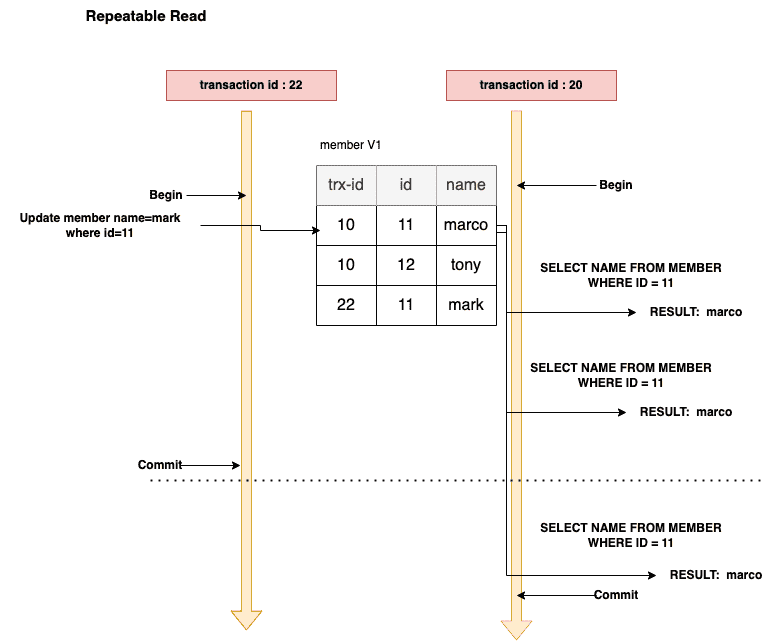 Repeatable Read
transaction id : 22
transaction id : 20
member V1
trx-id id name
10 11 marco
10 12 tony
22 11 mark
Begin
Begin
Update member name=mark
where id=11
SELECT NAME FROM MEMBER
WHERE ID = 11
RESULT: marco
SELECT NAME FROM MEMBER
WHERE ID = 11
RESULT: marco
Commit
SELECT NAME FROM MEMBER
WHERE ID = 11
RESULT: marco
Commit